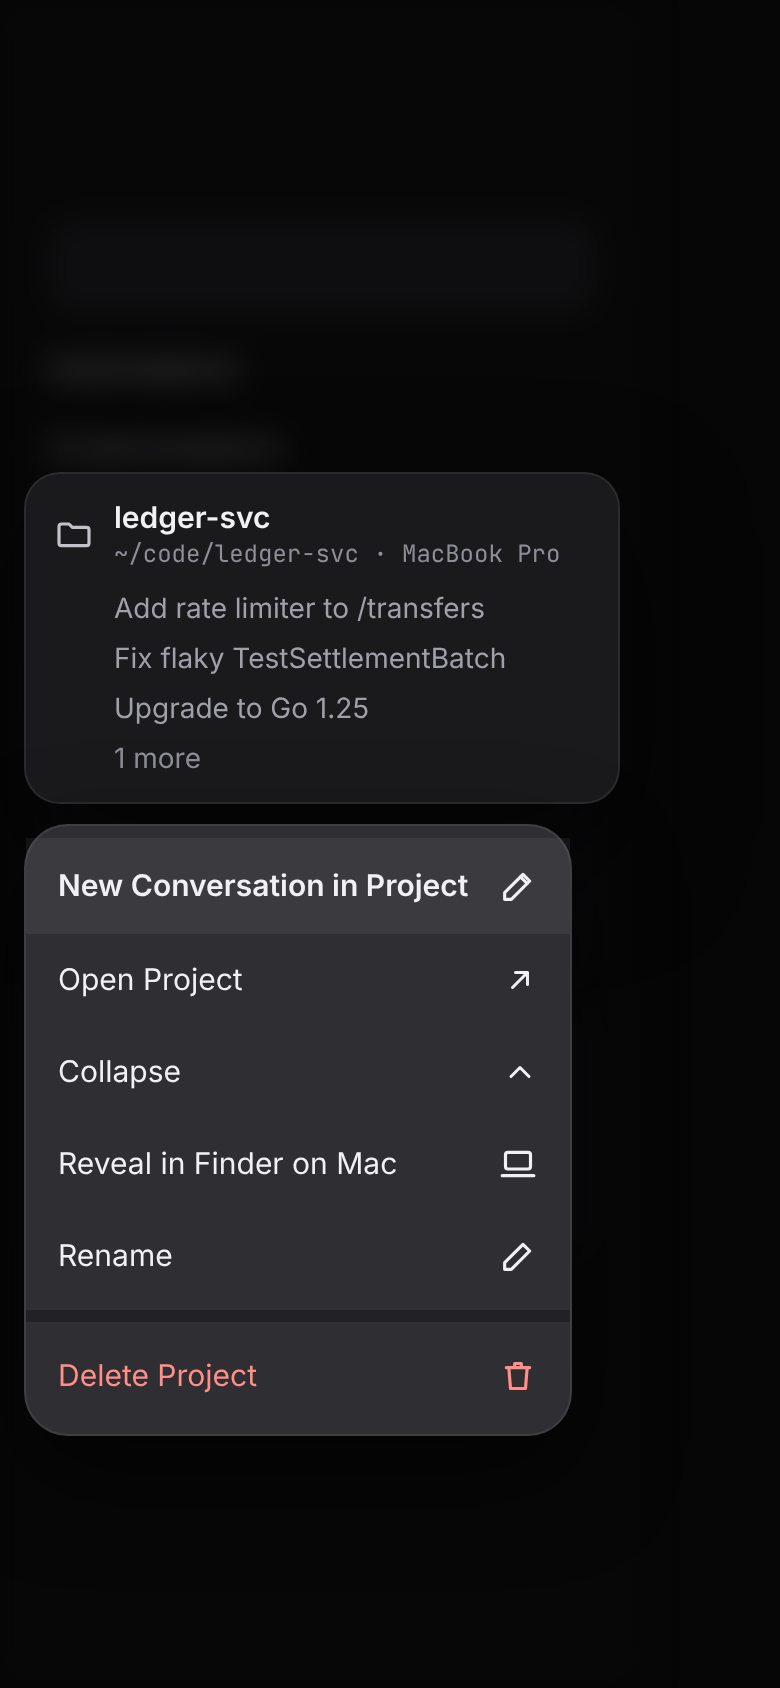 ledger-svc
~/code/ledger-svc · MacBook Pro
Add rate limiter to /transfers
Fix flaky TestSettlementBatch
Upgrade to Go 1.25
1 more
New Conversation in Project
Open Project
Collapse
Reveal in Finder on Mac
Rename
Delete Project